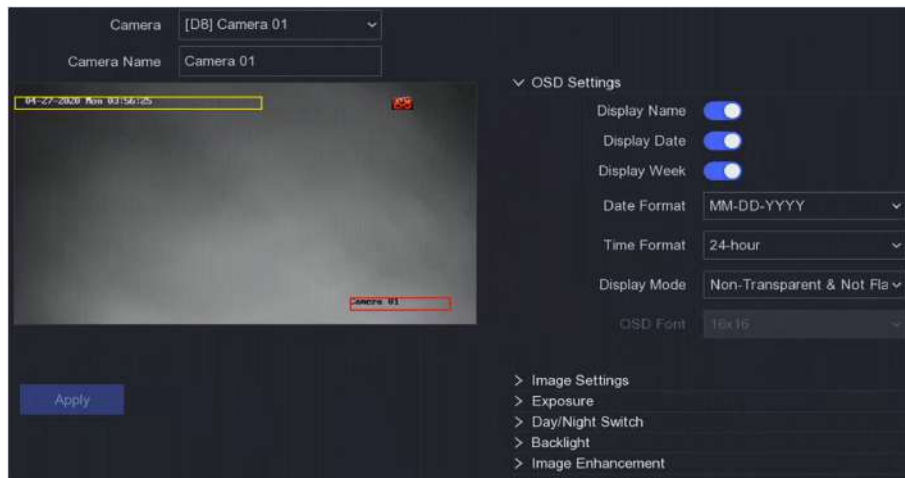 Camera [D8] Camera 01
Camera Name Camera 01
04-27-2020 Mon 03:56:25
Camera 01
OSD Settings
Display Name
Display Date
Display Week
Date Format MM-DD-YYYY
Time Format 24-hour
Display Mode Non-Transparent & Not Fla
OSD Font 16x16
Apply
Image Settings
Exposure
Day/Night Switch
Backlight
Image Enhancement